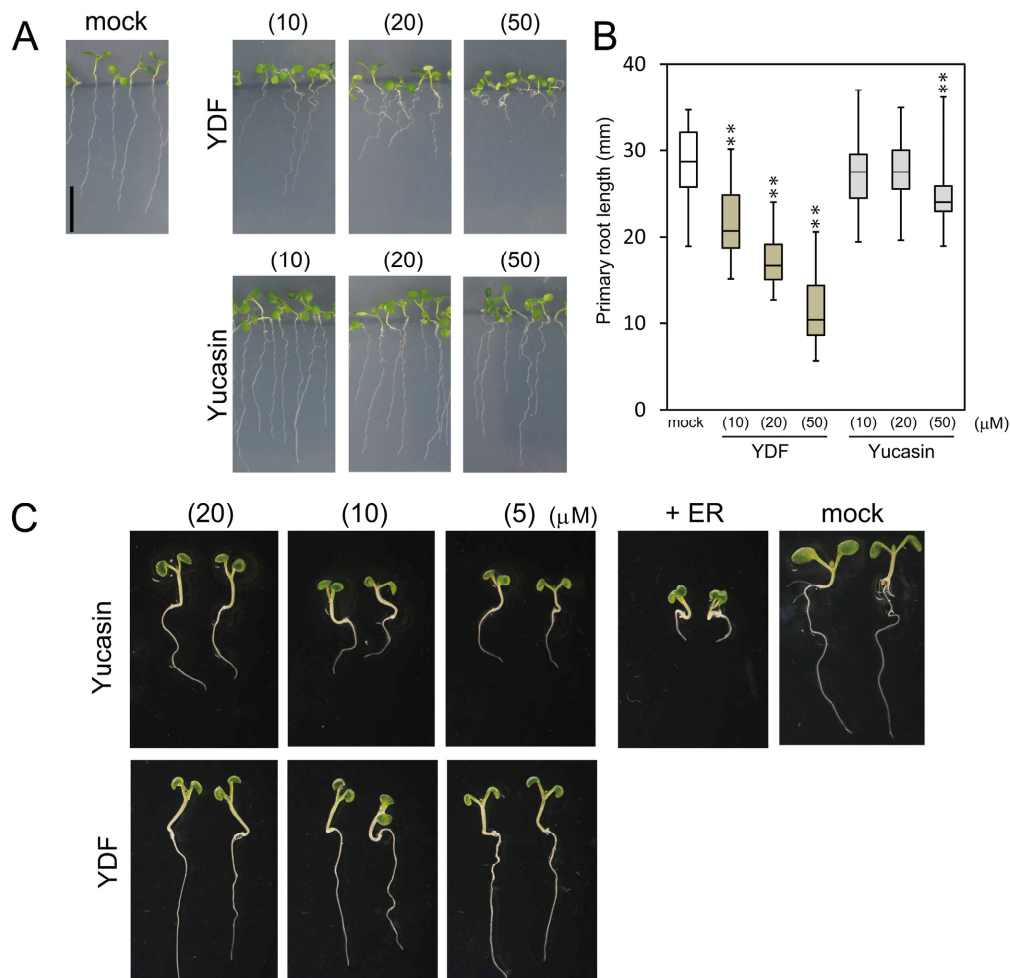 A
mock
(10)
(20)
(50)
YDF
(10)
(20)
(50)
Yucasin
B
**
**
**
**
40
30
20
10
0
Primary root length (mm)
mock
(10)
(20)
(50)
(10)
(20)
(50)
(μM)
YDF
Yucasin
C
(20)
(10)
(5) (μM)
+ ER
mock
Yucasin
YDF